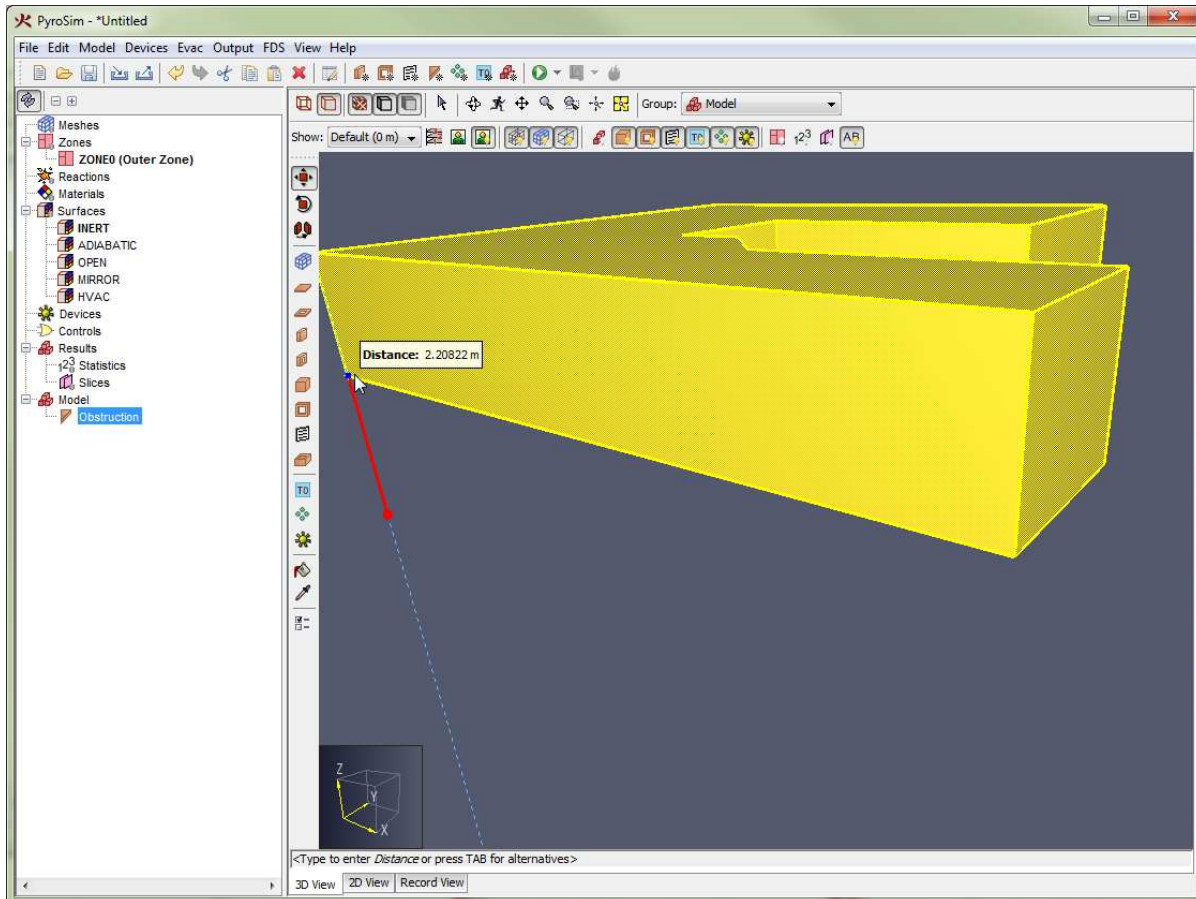 PyroSim - *Untitled
File Edit Model Devices Evac Output FDS View Help
Group: Model
Show: Default (0 m)
Meshes
Zones
ZONE0 (Outer Zone)
Reactions
Materials
Surfaces
INERT
ADIABATIC
OPEN
MIRROR
HVAC
Devices
Controls
Results
Statistics
Slices
Model
Obstruction
Distance: 2.20822 m
Z
Y
X
<Type to enter Distance or press TAB for alternatives>
3D View 2D View Record View